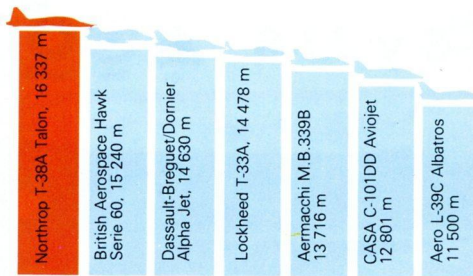 Northrop T-38A Talon, 16 337 m
British Aerospace Hawk
Serie 60, 15 240 m
Dassault-Breguet/Dornier
Alpha Jet, 14 630 m
Lockheed T-33A, 14 478 m
Aermacchi M.B.339B
13 716 m
CASA C-101DD Aviojet
12 801 m
Aero L-39C Albatros
11 500 m